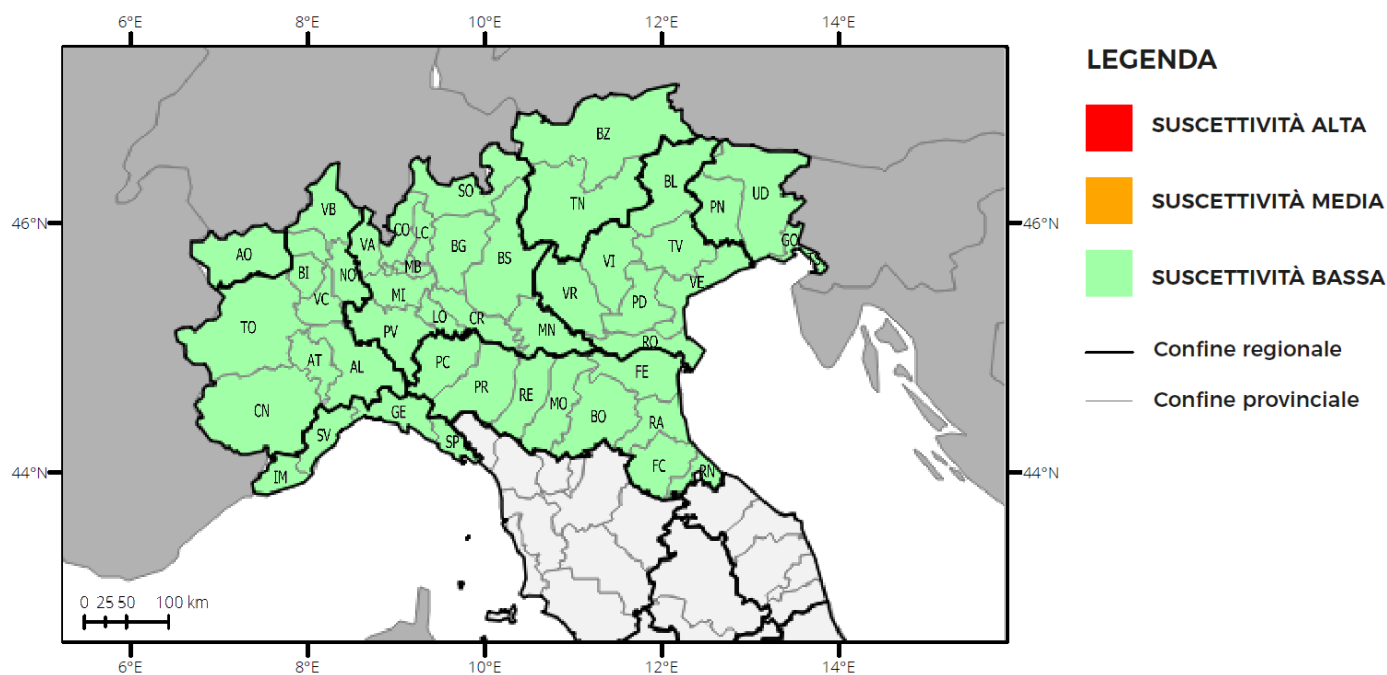 6°E 8°E 10°E 12°E 14°E
LEGENDA
SUSCETTIVITÀ ALTA
SUSCETTIVITÀ MEDIA
SUSCETTIVITÀ BASSA
Confine regionale
Confine provinciale
BZ
SO BL UD
VB TN PN
46°N 46°N
CO LC GO
VA BG TV
AO BS VI
BI NO MB VE
VC MI VR PD
TO LO CR MN
PV RO
AT AL PC FE
PR RE MO
CN GE BO RA
SV SP
44°N FC RN 44°N
IM
0 25 50 100 km
6°E 8°E 10°E 12°E 14°E